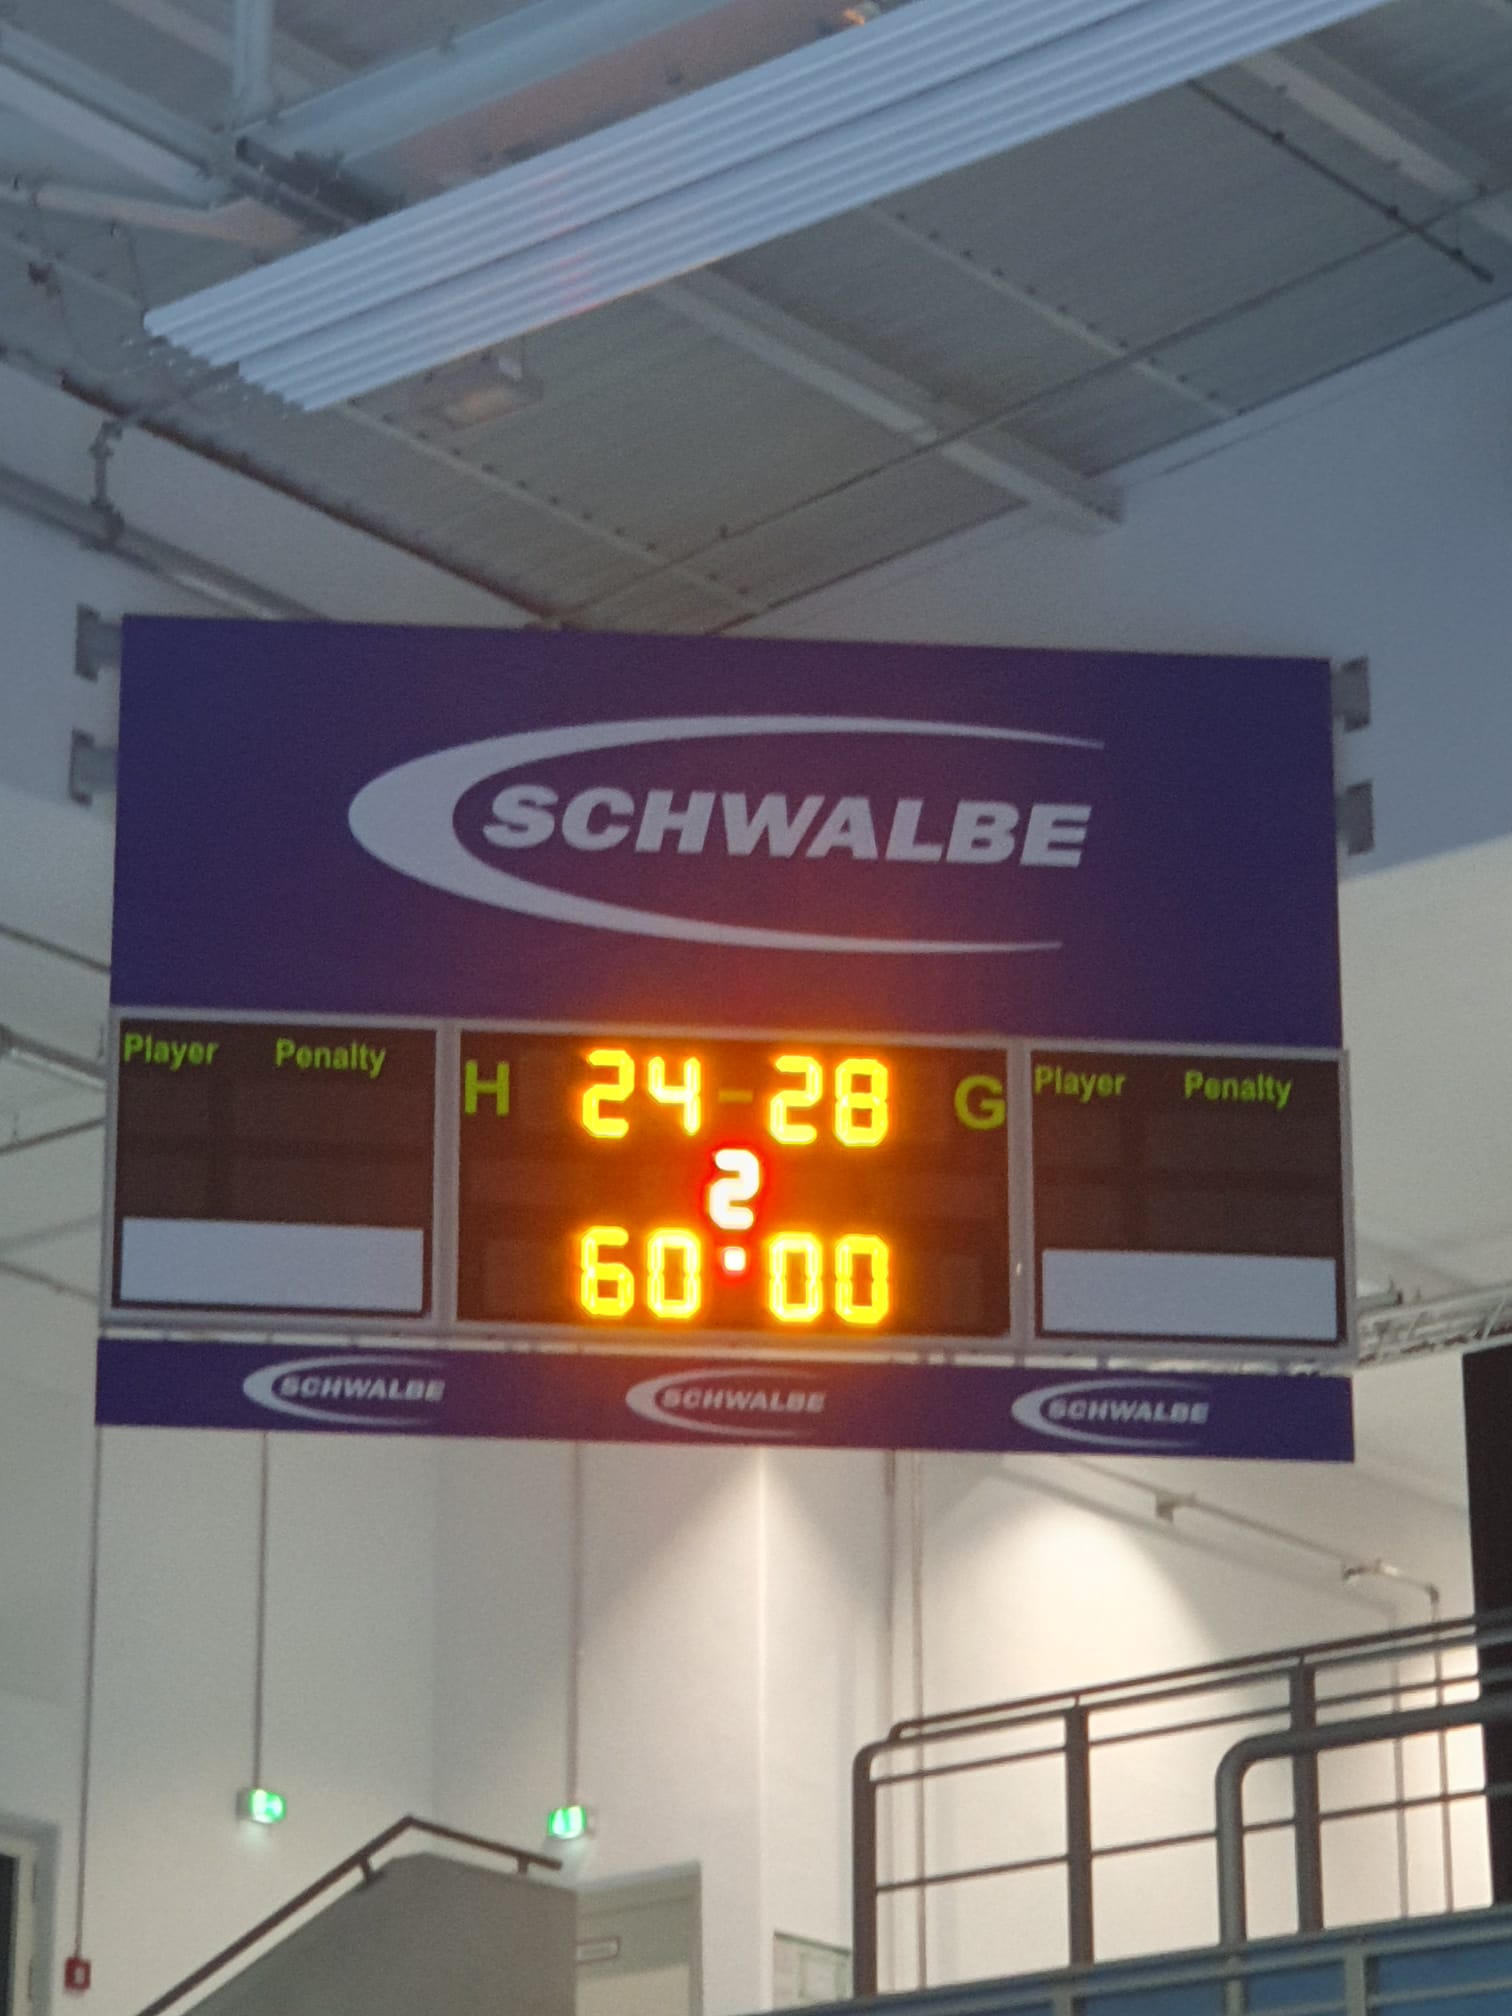 SCHWALBE
Player Penalty
H 24-28 G
Player Penalty
2
60:00
SCHWALBE SCHWALBE SCHWALBE